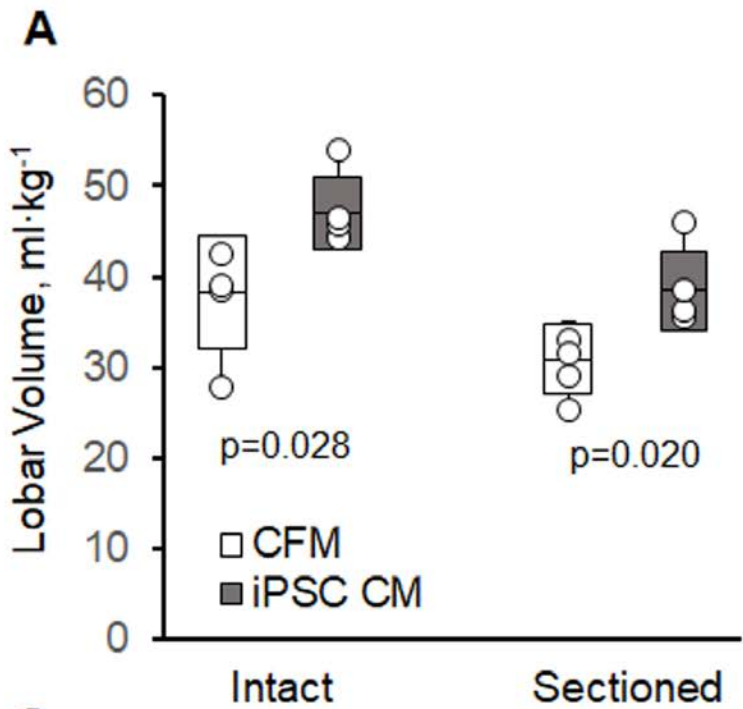 A
Lobar Volume, ml·kg⁻¹
60
50
40
30
20
10
0
p=0.028
p=0.020
CFM
iPSC CM
Intact
Sectioned